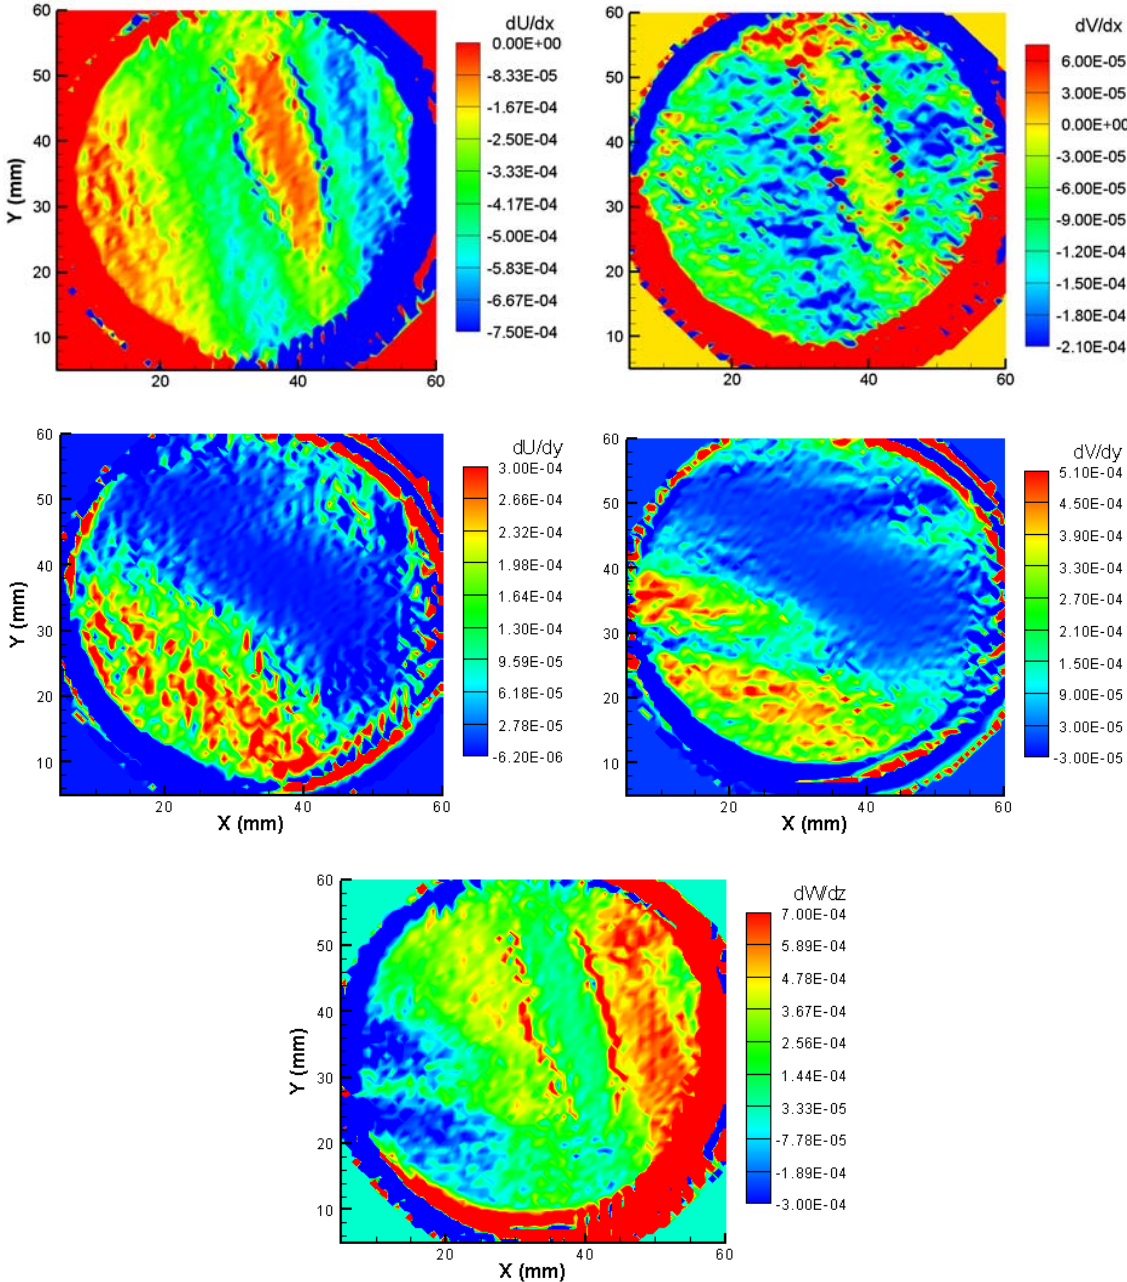 60
50
40
30
20
10
Y (mm)
20 40 60
dU/dx
0.00E+00
-8.33E-05
-1.67E-04
-2.50E-04
-3.33E-04
-4.17E-04
-5.00E-04
-5.83E-04
-6.67E-04
-7.50E-04
60
50
40
30
20
10
20 40 60
dV/dx
6.00E-05
3.00E-05
0.00E+00
-3.00E-05
-6.00E-05
-9.00E-05
-1.20E-04
-1.50E-04
-1.80E-04
-2.10E-04
60
50
40
30
20
10
Y (mm)
20 40 60
X (mm)
dU/dy
3.00E-04
2.66E-04
2.32E-04
1.98E-04
1.64E-04
1.30E-04
9.59E-05
6.18E-05
2.78E-05
-6.20E-06
60
50
40
30
20
10
20 40 60
X (mm)
dV/dy
5.10E-04
4.50E-04
3.90E-04
3.30E-04
2.70E-04
2.10E-04
1.50E-04
9.00E-05
3.00E-05
-3.00E-05
60
50
40
30
20
10
Y (mm)
20 40 60
X (mm)
dW/dz
7.00E-04
5.89E-04
4.78E-04
3.67E-04
2.56E-04
1.44E-04
3.33E-05
-7.78E-05
-1.89E-04
-3.00E-04